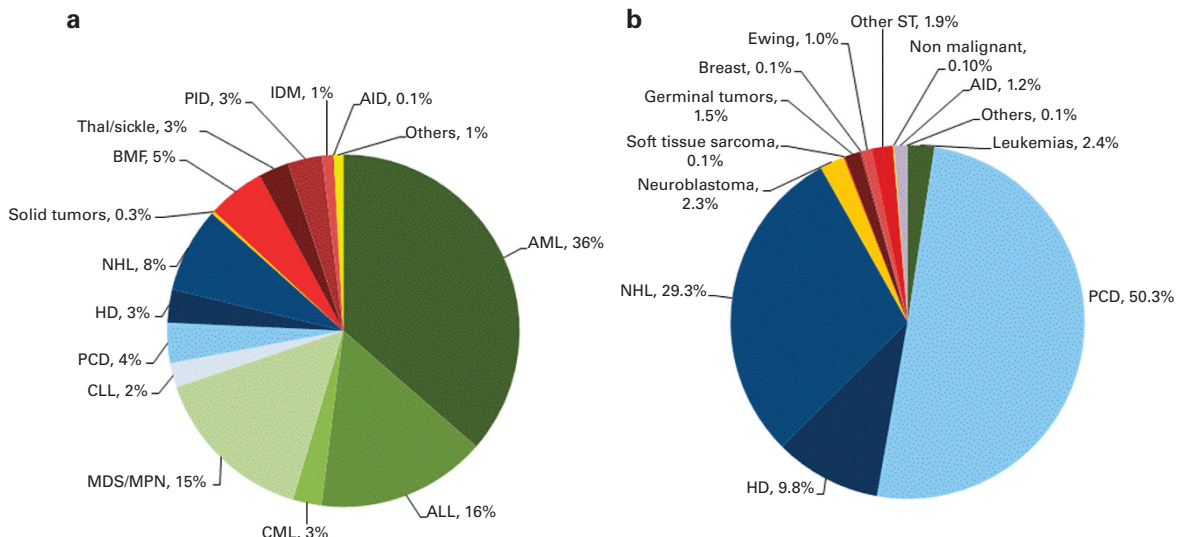 a
IDM, 1%
PID, 3%
AID, 0.1%
Thal/sickle, 3%
Others, 1%
BMF, 5%
Solid tumors, 0.3%
AML, 36%
NHL, 8%
HD, 3%
PCD, 4%
CLL, 2%
MDS/MPN, 15%
ALL, 16%
CML, 3%
b
Other ST, 1.9%
Ewing, 1.0%
Non malignant,
0.10%
Breast, 0.1%
AID, 1.2%
Germinal tumors,
1.5%
Others, 0.1%
Soft tissue sarcoma,
0.1%
Leukemias, 2.4%
Neuroblastoma,
2.3%
NHL, 29.3%
PCD, 50.3%
HD, 9.8%